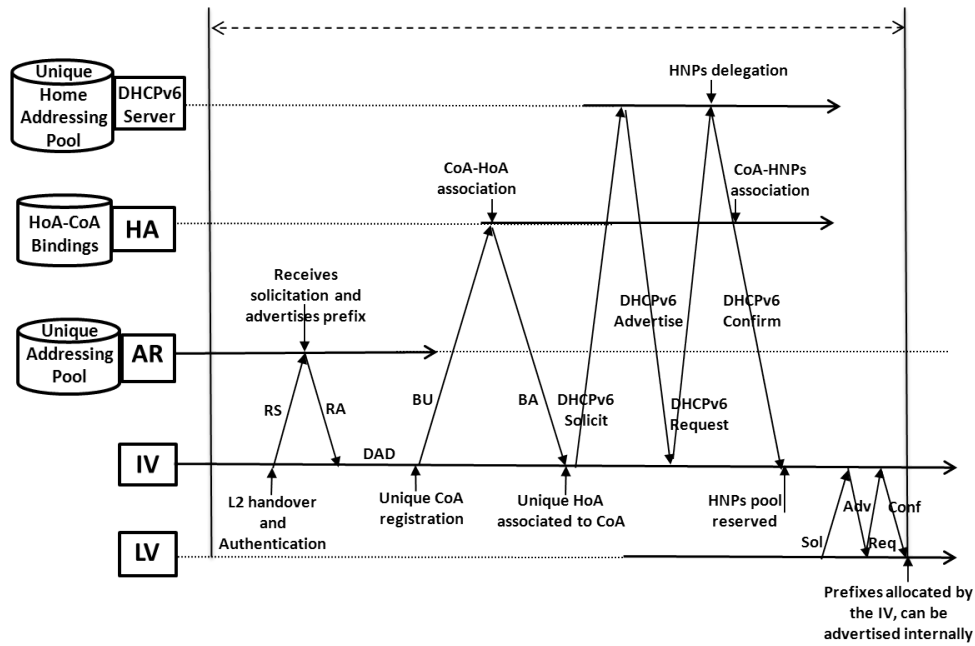 HNPs delegation
Unique
Home
Addressing
Pool
DHCPv6
Server
CoA-HoA
association
CoA-HNPs
association
HoA-CoA
Bindings
HA
Receives
solicitation and
advertises prefix
DHCPv6
Advertise
DHCPv6
Confirm
Unique
Addressing
Pool
AR
RS
RA
BU
BA
DHCPv6
Solicit
DHCPv6
Request
DAD
IV
L2 handover
and
Authentication
Unique CoA
registration
Unique HoA
associated to CoA
HNPs pool
reserved
Adv
Conf
Sol
Req
LV
Prefixes allocated by
the IV, can be
advertised internally